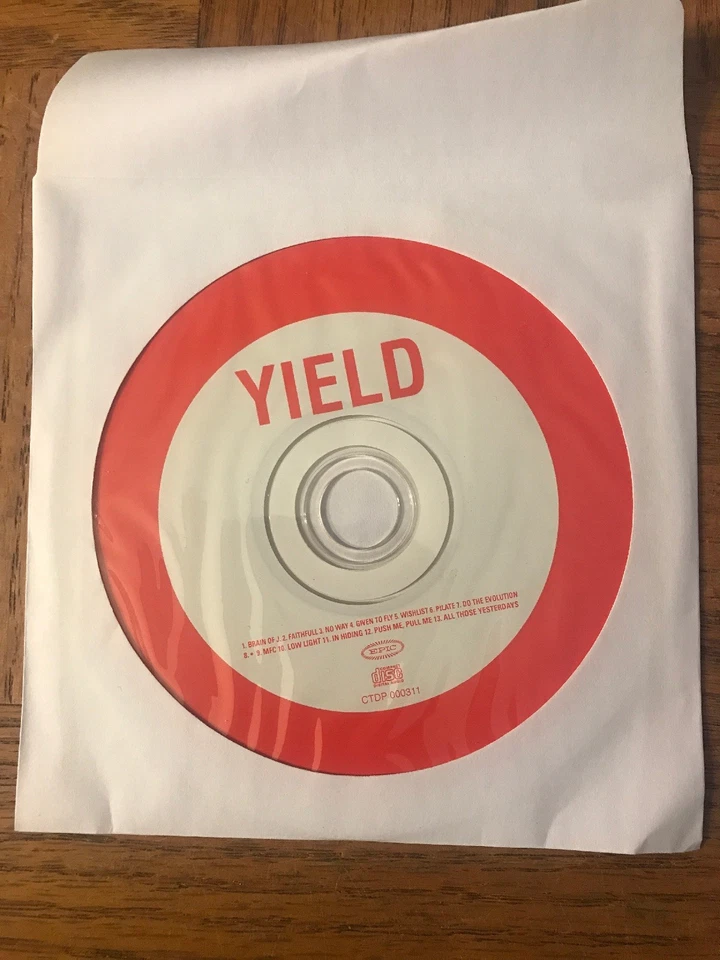 YIELD
1. BRAIN OF J. 2. FAITHFULL 3. NO WAY 4. GIVEN TO FLY 5. WISHLIST 6. PILATE 7. DO THE EVOLUTION
8. • 9. MFC 10. LOW LIGHT 11. IN HIDING 12. PUSH ME, PULL ME 13. ALL THOSE YESTERDAYS
EPIC
disc
CTDP 000311